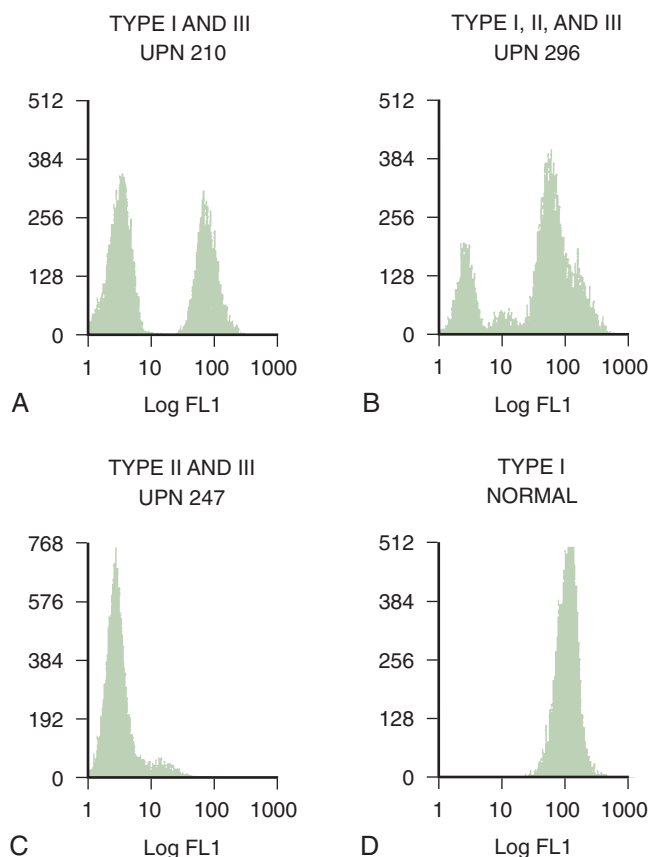 TYPE I AND III
UPN 210
512
384
256
128
0
1 10 100 1000
A
Log FL1
TYPE I, II, AND III
UPN 296
512
384
256
128
0
1 10 100 1000
B
Log FL1
TYPE II AND III
UPN 247
768
576
384
192
0
1 10 100 1000
C
Log FL1
TYPE I
NORMAL
512
384
256
128
0
1 10 100 1000
D
Log FL1